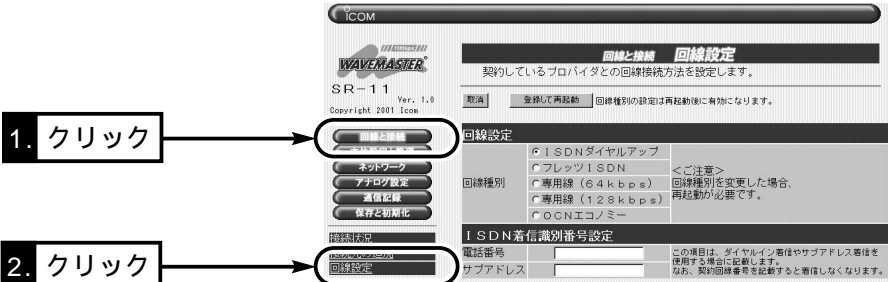 iCOM
WAVEMASTER
SR-11
Ver. 1.0
Copyright 2001 Icom
1. クリック
回線と接続
ネットワーク
アナログ設定
通信記録
保存と初期化
接続状況
2. クリック
回線設定
回線と接続 回線設定
契約しているプロバイダとの回線接続方法を設定します。
取消 登録して再起動 回線種別の設定は再起動後に有効になります。
回線設定
回線種別
ISDNダイヤルアップ
フレッツISDN
専用線(64kbps)
専用線(128kbps)
OCNエコノミー
<ご注意>
回線種別を変更した場合、
再起動が必要です。
ISDN着信識別番号設定
電話番号
サブアドレス
この項目は、ダイヤルイン着信やサブアドレス着信を
使用する場合に記載します。
なお、契約回線番号を記載すると着信しなくなります。